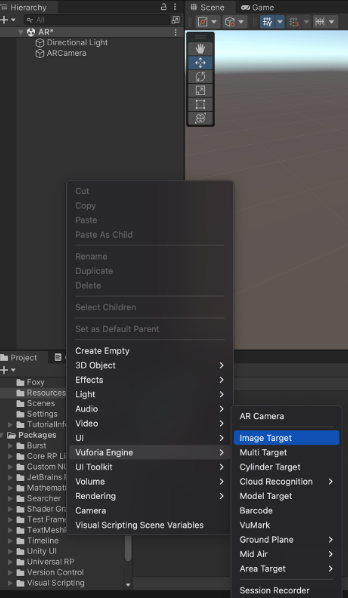 Hierarchy
Scene
Game
All
AR*
Directional Light
ARCamera
Cut
Copy
Paste
Paste As Child
Rename
Duplicate
Delete
Select Children
Set as Default Parent
Create Empty
3D Object
Effects
Light
Audio
Video
UI
Vuforia Engine
UI Toolkit
Volume
Rendering
Camera
Visual Scripting Scene Variables
AR Camera
Image Target
Multi Target
Cylinder Target
Cloud Recognition
Model Target
Barcode
VuMark
Ground Plane
Mid Air
Area Target
Session Recorder
Project
Foxy
Resources
Scenes
Settings
TutorialInfo
Packages
Burst
Core RP Li
Custom NU
JetBrains
Mathemati
Searcher
Shader Gra
Test Fram
TextMeshP
Timeline
Unity UI
Universal RP
Version Control
Visual Scripting